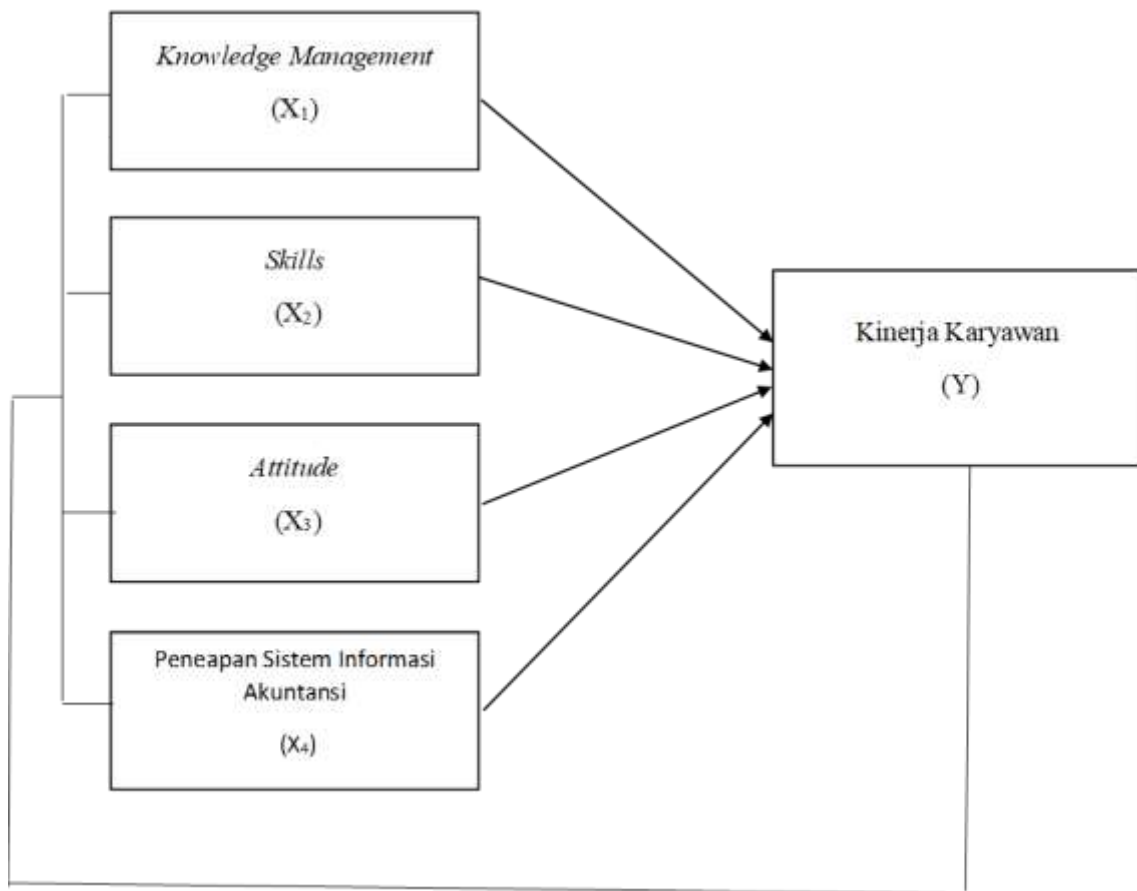 Knowledge Management
(X₁)
Skills
(X₂)
Attitude
(X₃)
Peneapan Sistem Informasi
Akuntansi
(X₄)
Kinerja Karyawan
(Y)